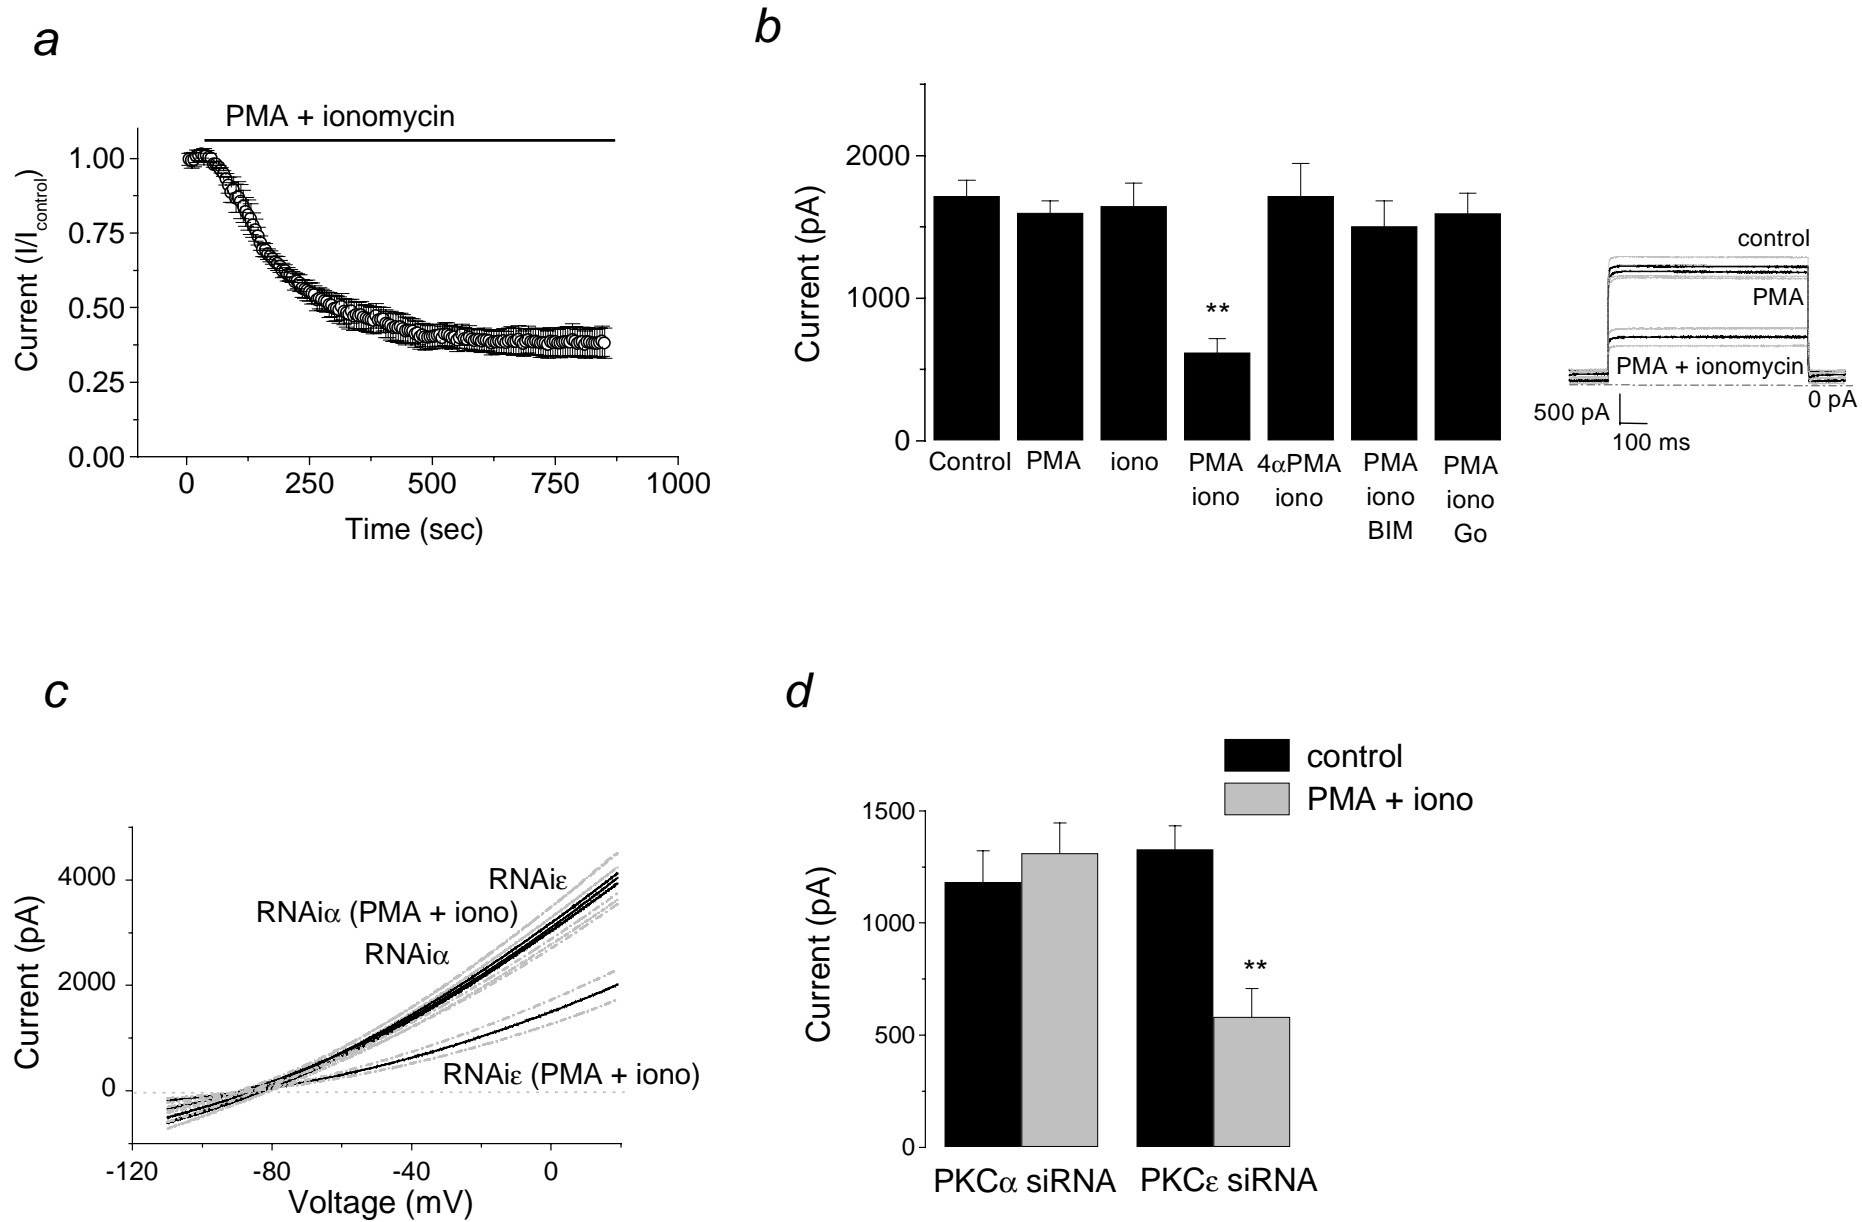 a
PMA + ionomycin
Current (I/Icontrol)
1.00
0.75
0.50
0.25
0.00
0 250 500 750 1000
Time (sec)
b
Current (pA)
2000
1000
0
**
Control PMA iono PMA 4αPMA PMA PMA
iono iono iono iono
BIM Go
control
PMA
PMA + ionomycin
0 pA
500 pA
100 ms
c
Current (pA)
4000
2000
0
RNAiε
RNAiα (PMA + iono)
RNAiα
RNAiε (PMA + iono)
-120 -80 -40 0
Voltage (mV)
d
control
PMA + iono
Current (pA)
1500
1000
500
0
**
PKCα siRNA PKCε siRNA